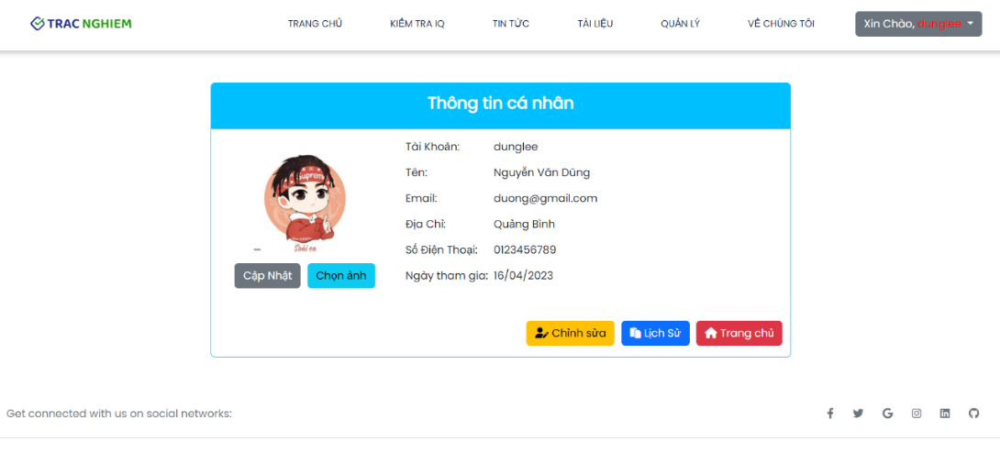 TRAC NGHIEM
TRANG CHỦ
KIỂM TRA IQ
TIN TỨC
TÀI LIỆU
QUẢN LÝ
VỀ CHÚNG TÔI
Xin Chào, dunglee
Thông tin cá nhân
Supreme
Soái ca
Cập Nhật
Chọn ảnh
Tài Khoản: dunglee
Tên: Nguyễn Văn Dũng
Email: duong@gmail.com
Địa Chỉ: Quảng Bình
Số Điện Thoại: 0123456789
Ngày tham gia: 16/04/2023
Chỉnh sửa
Lịch Sử
Trang chủ
Get connected with us on social networks: